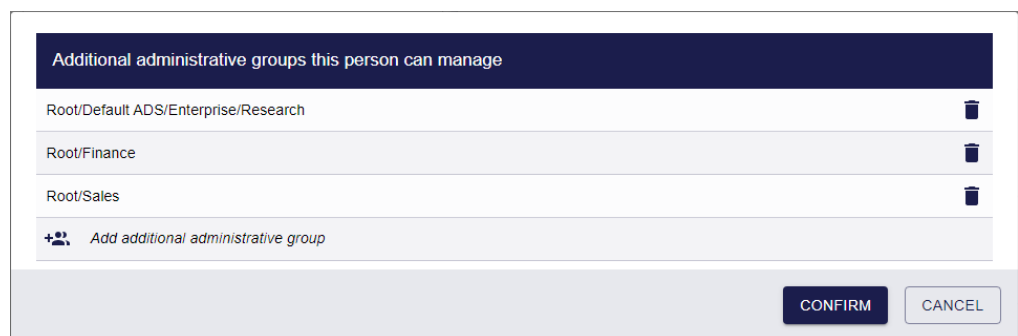 Additional administrative groups this person can manage
Root/Default ADS/Enterprise/Research
Root/Finance
Root/Sales
Add additional administrative group
CONFIRM CANCEL